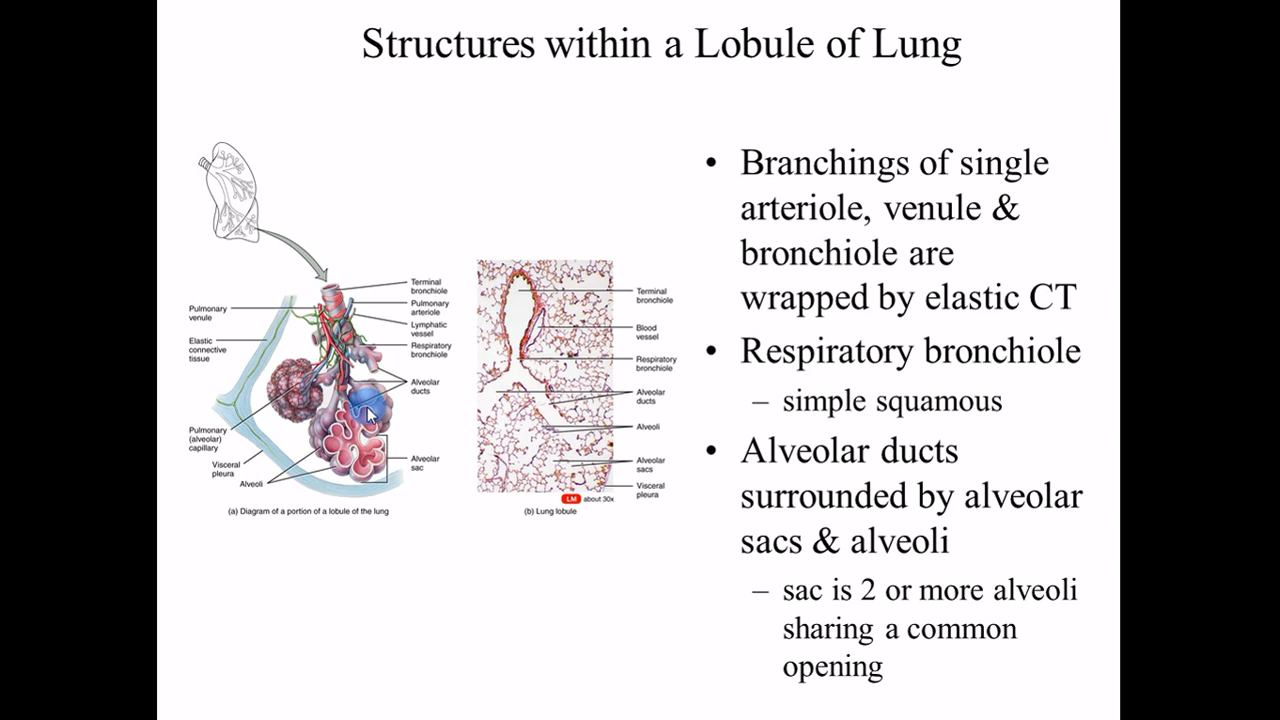 Structures within a Lobule of Lung
Pulmonary
venule
Elastic
connective
tissue
Pulmonary
(alveolar)
capillary
Visceral
pleura
Alveoli
Terminal
bronchiole
Pulmonary
arteriole
Lymphatic
vessel
Respiratory
bronchiole
Alveolar
ducts
Alveolar
sac
(a) Diagram of a portion of a lobule of the lung
Terminal
bronchiole
Blood
vessel
Respiratory
bronchiole
Alveolar
ducts
Alveoli
Alveolar
sacs
Visceral
pleura
LM about 30x
(b) Lung lobule
• Branchings of single
arteriole, venule &
bronchiole are
wrapped by elastic CT
• Respiratory bronchiole
– simple squamous
• Alveolar ducts
surrounded by alveolar
sacs & alveoli
– sac is 2 or more alveoli
sharing a common
opening